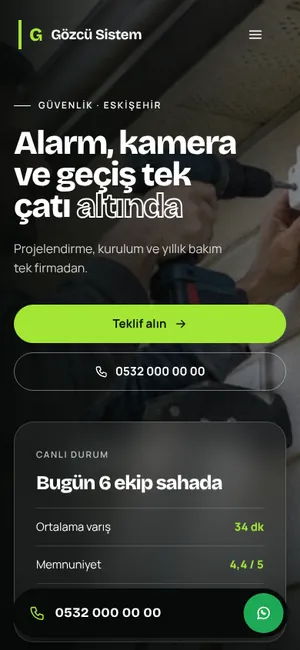 G Gözcü Sistem
GÜVENLİK · ESKİŞEHİR
Alarm, kamera
ve geçiş tek
çatı altında
Projelendirme, kurulum ve yıllık bakım
tek firmadan.
Teklif alın →
0532 000 00 00
CANLI DURUM
Bugün 6 ekip sahada
Ortalama varış 34 dk
Memnuniyet 4,4 / 5
0532 000 00 00